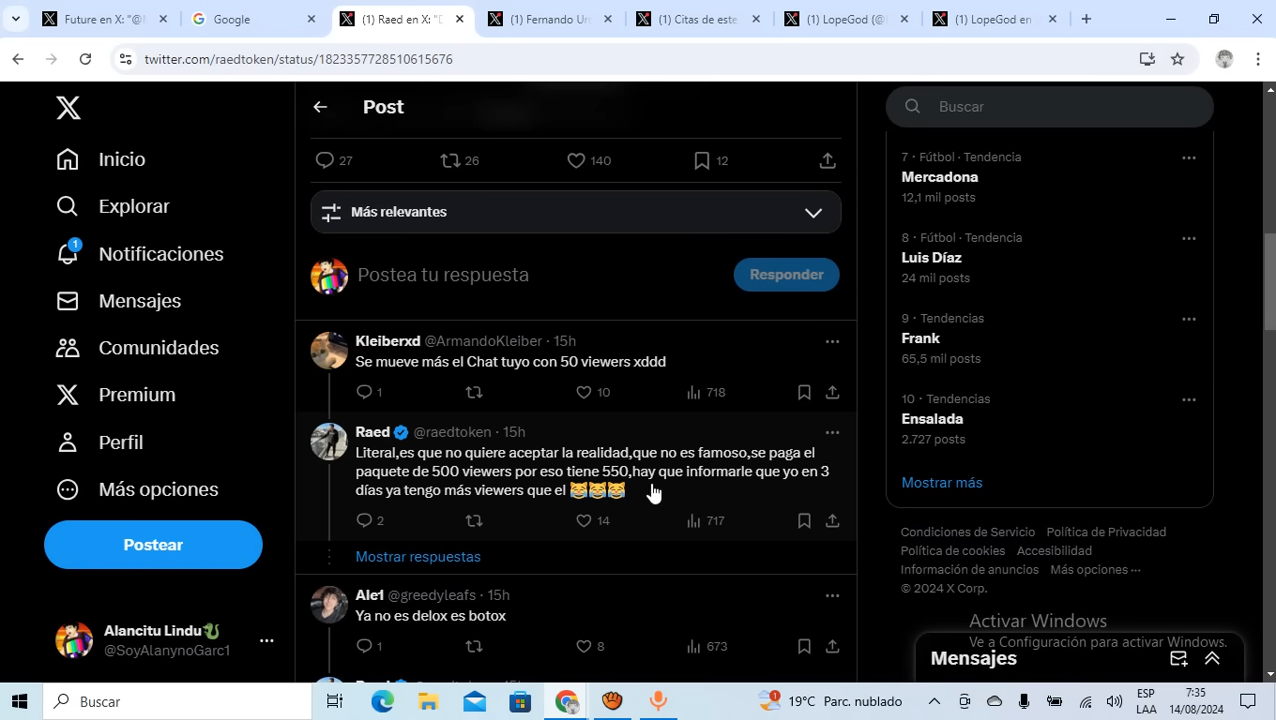 (1) Future en X: "@
Google
(1) Raed en X: "D
(1) Fernando Ur
(1) Citas de este
(1) LopeGod (@
(1) LopeGod en
twitter.com/raedtoken/status/1823357728510615676
Inicio
Explorar
1
Notificaciones
Mensajes
Comunidades
Premium
Perfil
Más opciones
Postear
Alancitu Lindu🐉
@SoyAlanynoGarc1
Post
27 26 140 12
Más relevantes
Postea tu respuesta
Responder
Kleiberxd @ArmandoKleiber · 15h
Se mueve más el Chat tuyo con 50 viewers xddd
1 10 718
Raed @raedtoken · 15h
Literal,es que no quiere aceptar la realidad,que no es famoso,se paga el
paquete de 500 viewers por eso tiene 550,hay que informarle que yo en 3
días ya tengo más viewers que el 😹😹😹
2 14 717
Mostrar respuestas
Ale1 @greedyleafs · 15h
Ya no es delox es botox
1 8 673
Buscar
7 · Fútbol · Tendencia
Mercadona
12,1 mil posts
8 · Fútbol · Tendencia
Luis Díaz
24 mil posts
9 · Tendencias
Frank
65,5 mil posts
10 · Tendencias
Ensalada
2.727 posts
Mostrar más
Condiciones de Servicio Política de Privacidad
Política de cookies Accesibilidad
Información de anuncios Más opciones ···
© 2024 X Corp.
Activar Windows
Ve a Configuración para activar Windows.
Mensajes
Buscar
1
19°C Parc. nublado
ESP
LAA
7:35
14/08/2024